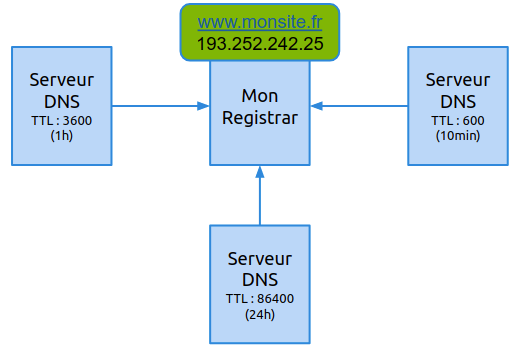 www.monsite.fr
193.252.242.25
Mon
Registrar
Serveur
DNS
TTL : 3600
(1h)
Serveur
DNS
TTL : 600
(10min)
Serveur
DNS
TTL : 86400
(24h)